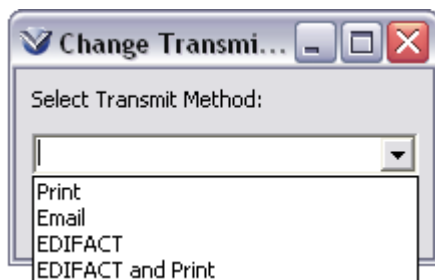 Change Transmi...
Select Transmit Method:
Print
Email
EDIFACT
EDIFACT and Print